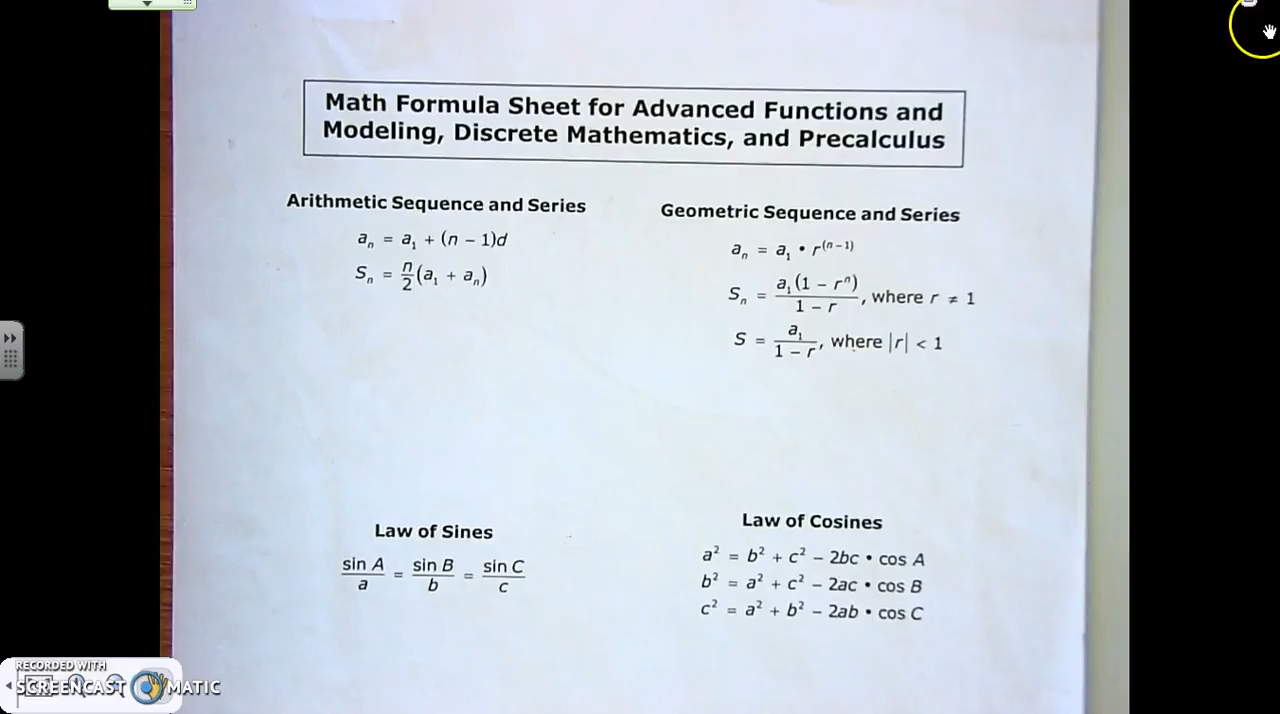 Math Formula Sheet for Advanced Functions and
Modeling, Discrete Mathematics, and Precalculus
Arithmetic Sequence and Series
aₙ = a₁ + (n − 1)d
Sₙ = n/2 (a₁ + aₙ)
Geometric Sequence and Series
aₙ = a₁ • r⁽ⁿ⁻¹⁾
Sₙ = a₁(1 − rⁿ)/(1 − r), where r ≠ 1
S = a₁/(1 − r), where |r| < 1
Law of Sines
sin A/a = sin B/b = sin C/c
Law of Cosines
a² = b² + c² − 2bc • cos A
b² = a² + c² − 2ac • cos B
c² = a² + b² − 2ab • cos C
RECORDED WITH
SCREENCAST MATIC